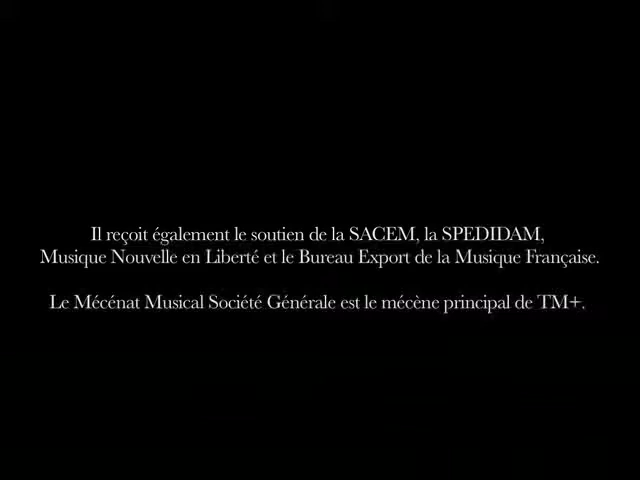 Il reçoit également le soutien de la SACEM, la SPEDIDAM,
Musique Nouvelle en Liberté et le Bureau Export de la Musique Française.
Le Mécénat Musical Société Générale est le mécène principal de TM+.